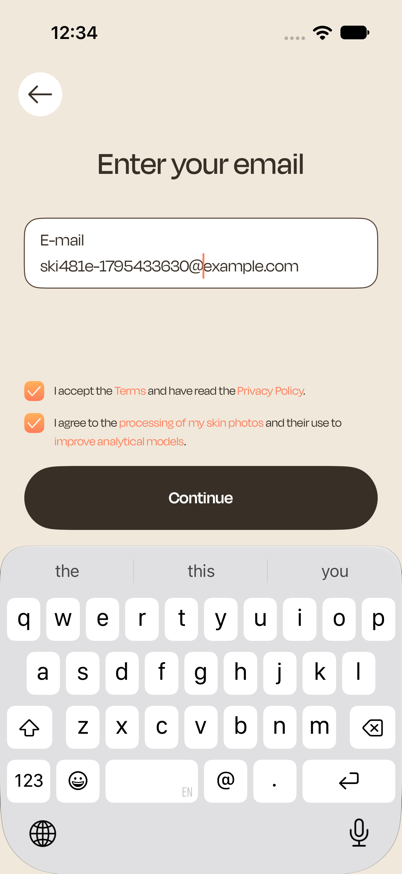 12:34
Enter your email
E-mail
ski481e-1795433630@example.com
I accept the Terms and have read the Privacy Policy.
I agree to the processing of my skin photos and their use to
improve analytical models.
Continue
the this you
q w e r t y u i o p
a s d f g h j k l
z x c v b n m
123 EN @ .